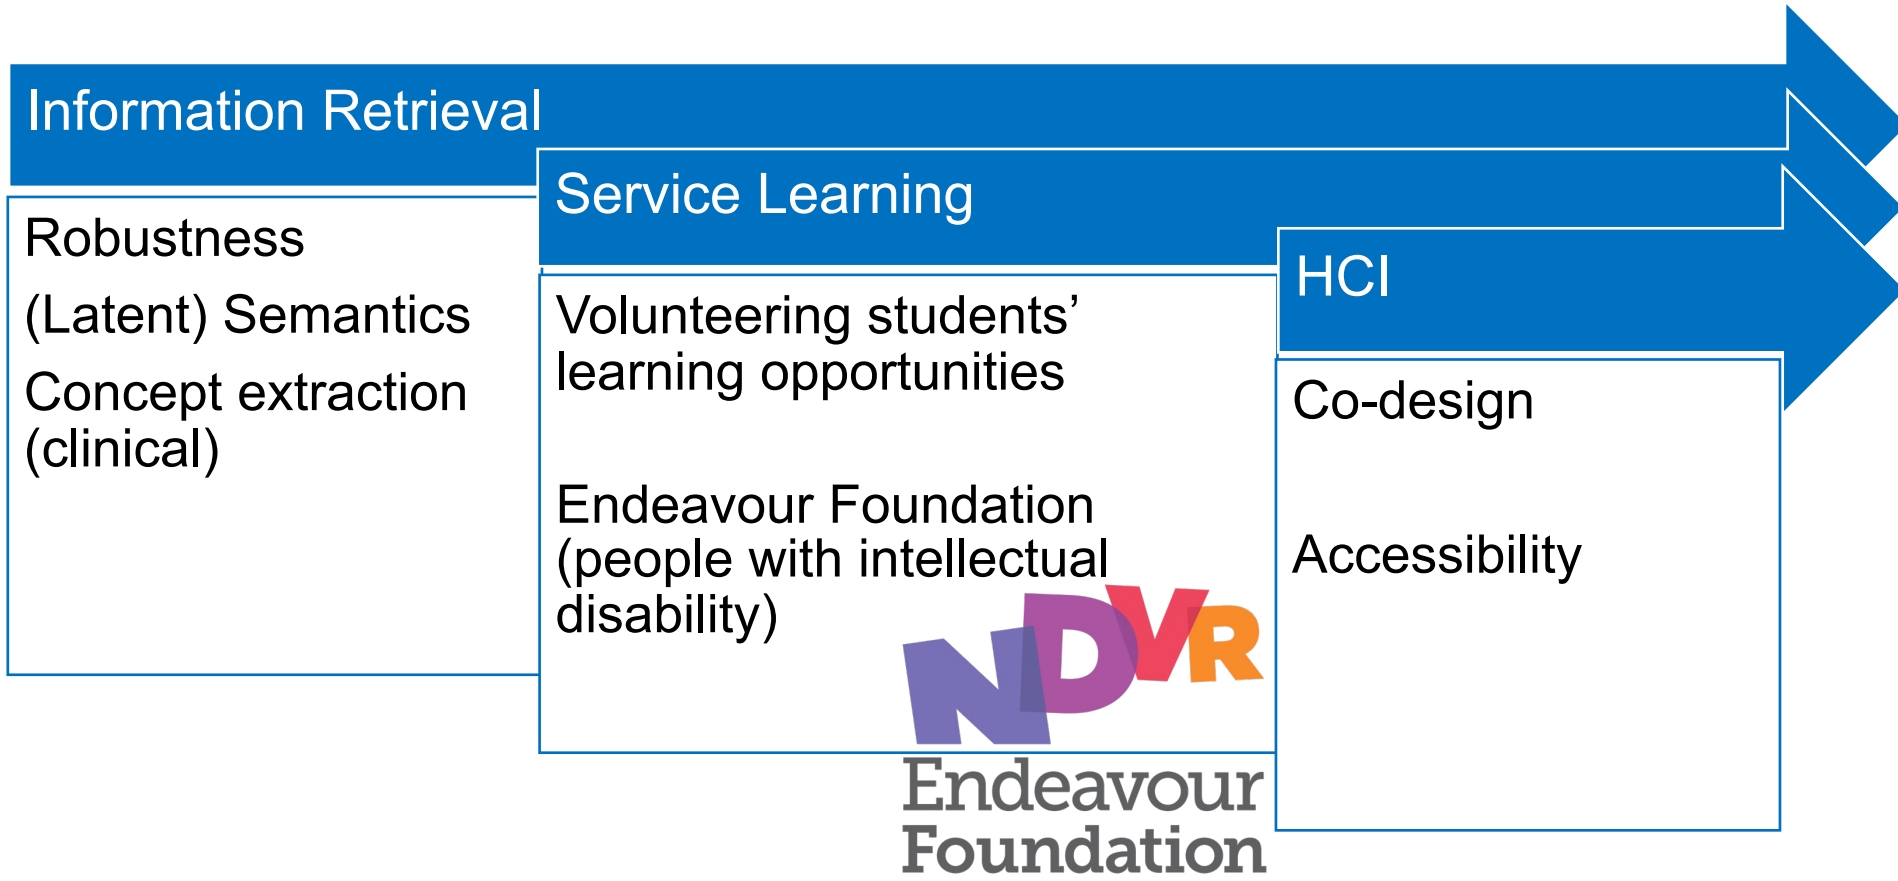 Information Retrieval
Robustness
(Latent) Semantics
Concept extraction
(clinical)
Service Learning
Volunteering students’
learning opportunities
Endeavour Foundation
(people with intellectual
disability)
NDVR
Endeavour
Foundation
HCI
Co-design
Accessibility